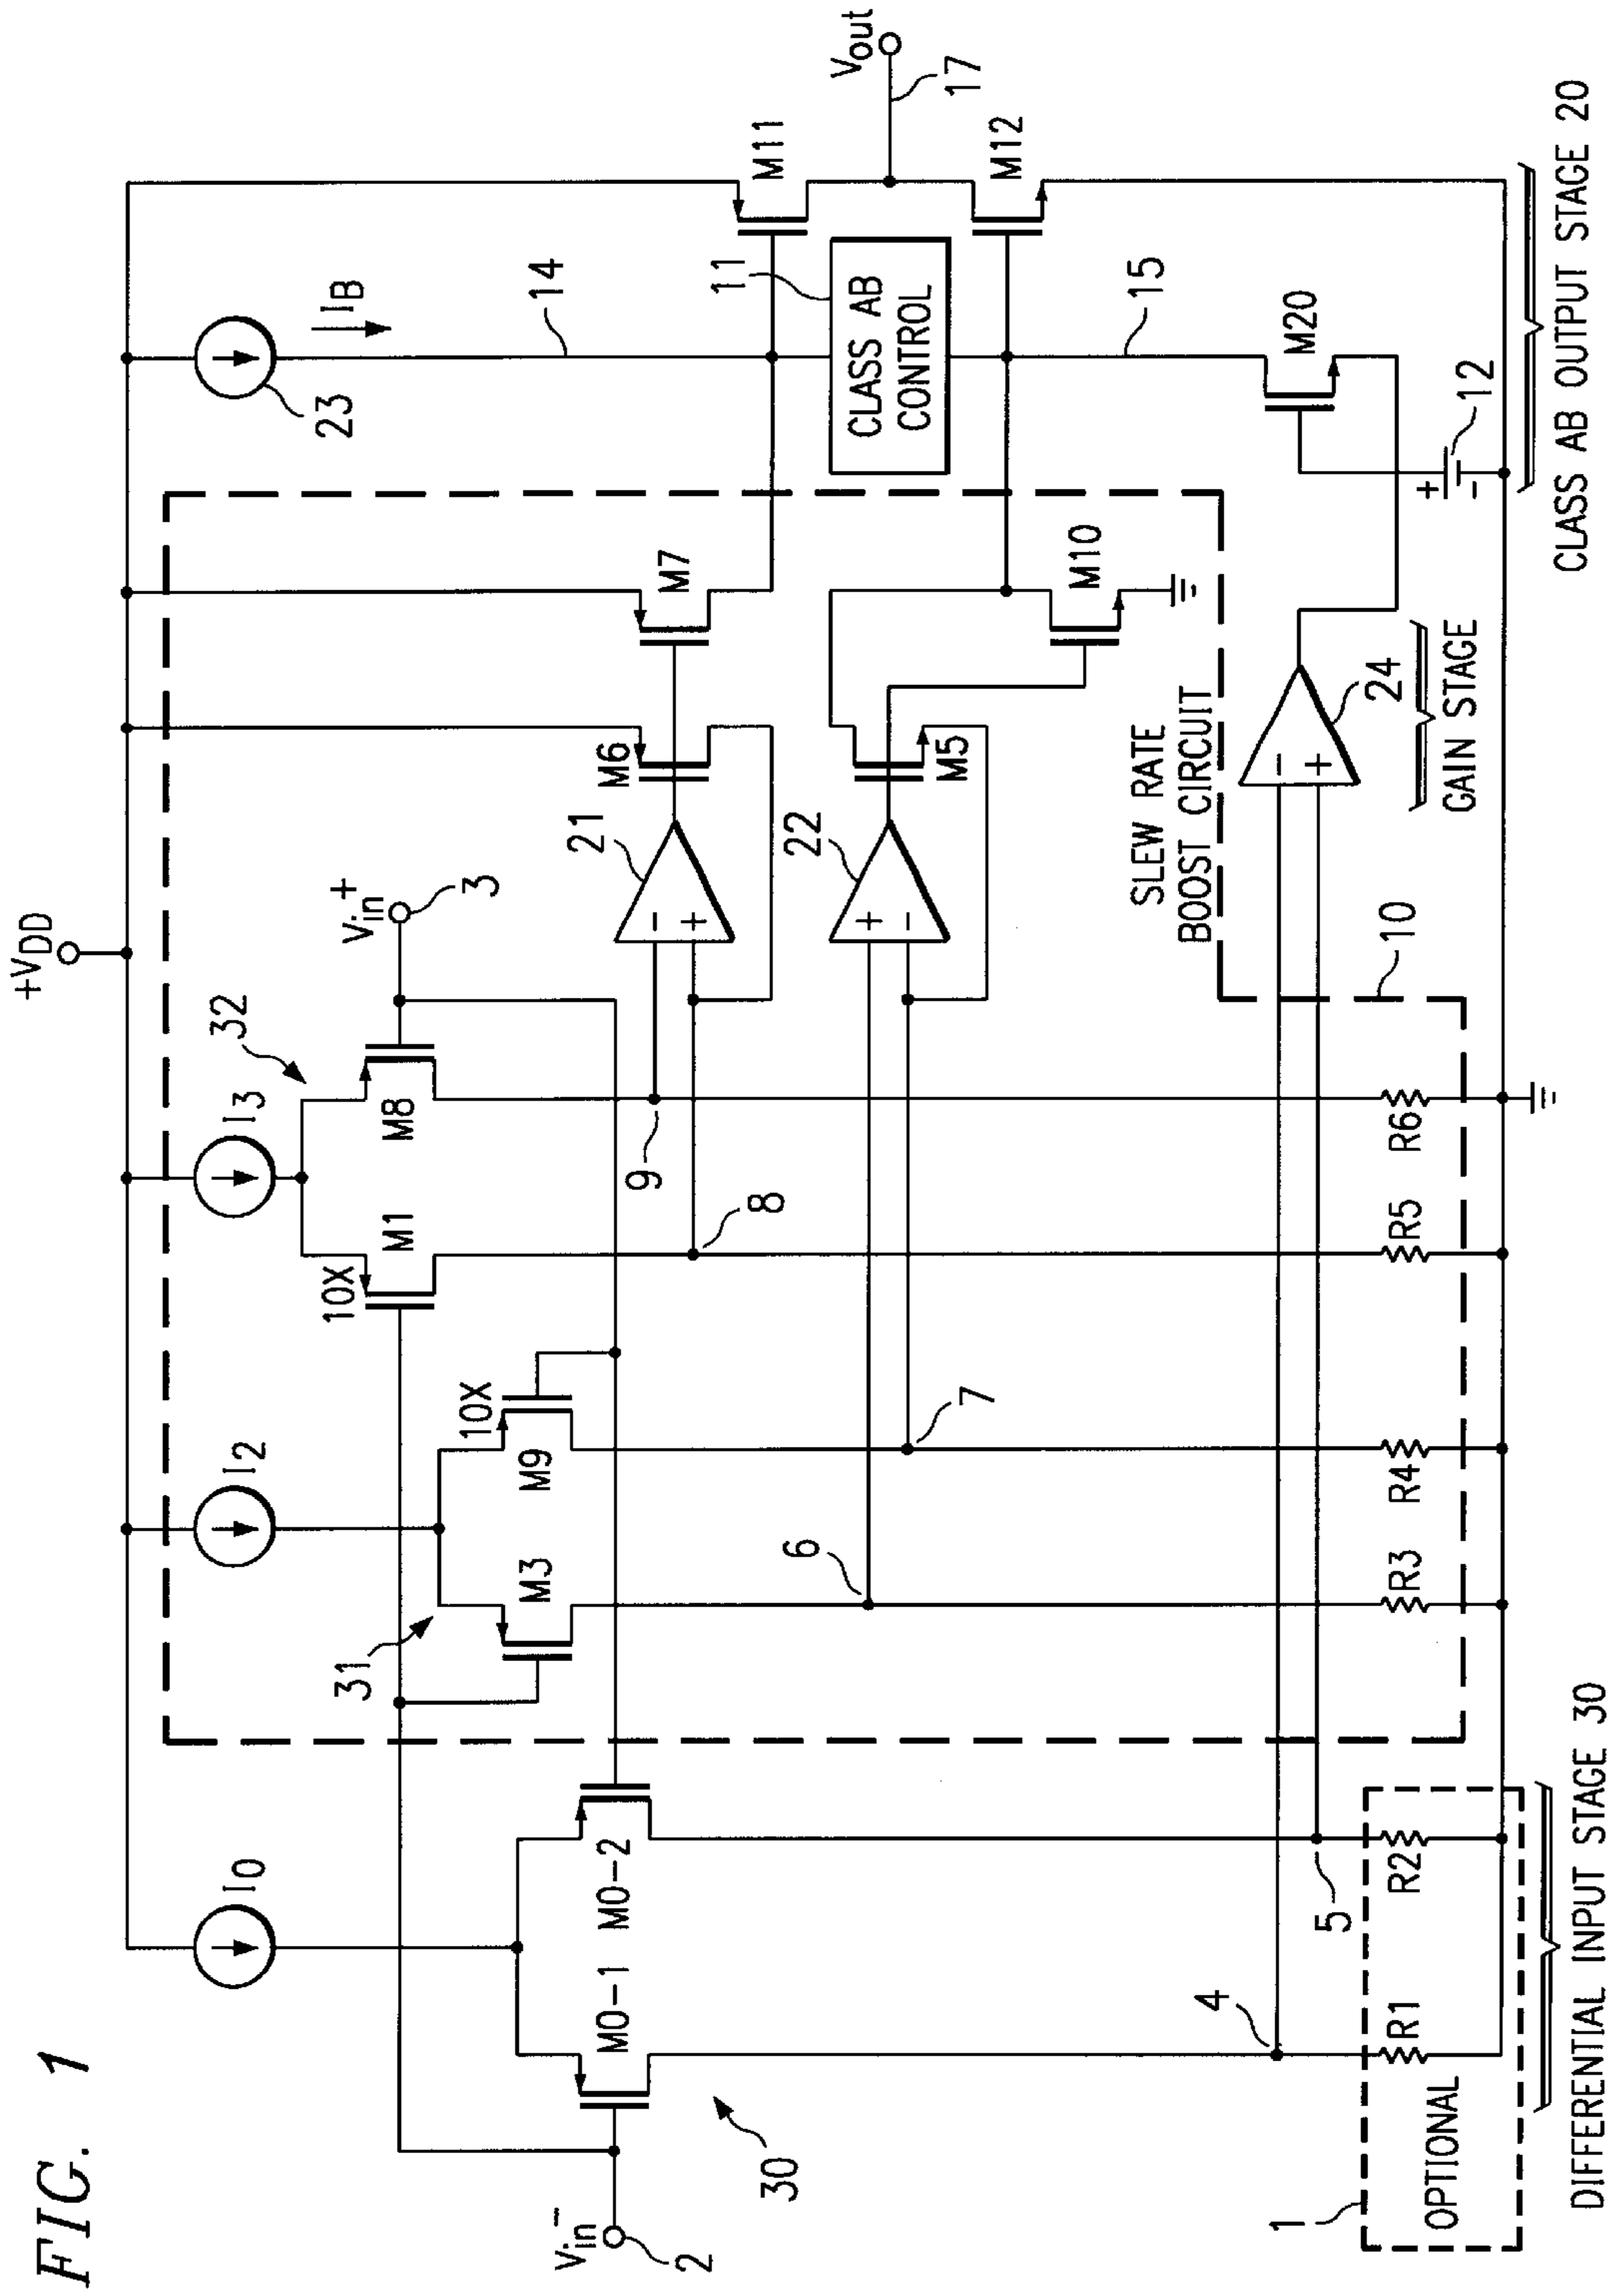 FIG. 1
+VDD
I0
I2
I3
23
IB
14
32
Vin+
3
10X
M1
M8
31
M3
10X
M9
M0-1
M0-2
Vin-
2
30
9
8
21
M6
M7
M11
Vout
17
11
CLASS AB
CONTROL
M12
6
7
22
M5
M10
15
M20
12
+
-
-
+
+
-
-
+
SLEW RATE
BOOST CIRCUIT
10
24
GAIN STAGE
4
5
1
OPTIONAL
R1
R2
R3
R4
R5
R6
DIFFERENTIAL INPUT STAGE 30
CLASS AB OUTPUT STAGE 20